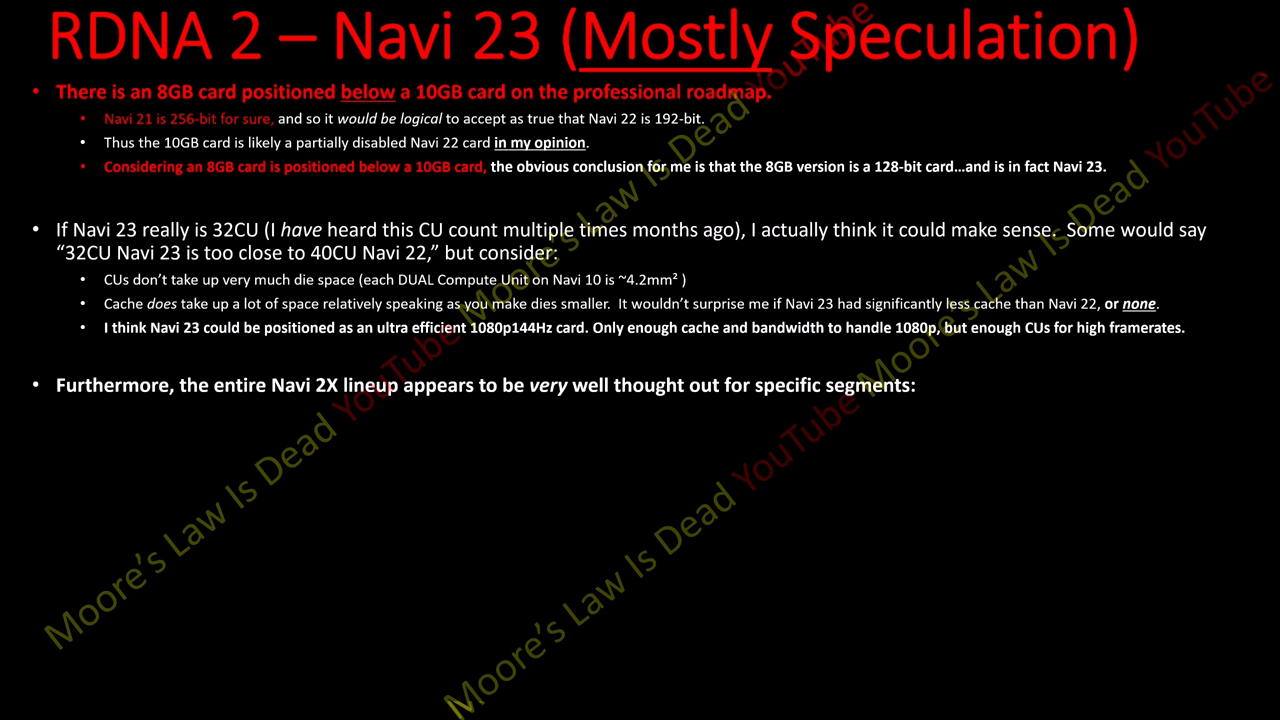 RDNA 2 – Navi 23 (Mostly Speculation)
• There is an 8GB card positioned below a 10GB card on the professional roadmap.
• Navi 21 is 256-bit for sure, and so it would be logical to accept as true that Navi 22 is 192-bit.
• Thus the 10GB card is likely a partially disabled Navi 22 card in my opinion.
• Considering an 8GB card is positioned below a 10GB card, the obvious conclusion for me is that the 8GB version is a 128-bit card…and is in fact Navi 23.
• If Navi 23 really is 32CU (I have heard this CU count multiple times months ago), I actually think it could make sense. Some would say
“32CU Navi 23 is too close to 40CU Navi 22,” but consider:
• CUs don’t take up very much die space (each DUAL Compute Unit on Navi 10 is ~4.2mm² )
• Cache does take up a lot of space relatively speaking as you make dies smaller. It wouldn’t surprise me if Navi 23 had significantly less cache than Navi 22, or none.
• I think Navi 23 could be positioned as an ultra efficient 1080p144Hz card. Only enough cache and bandwidth to handle 1080p, but enough CUs for high framerates.
• Furthermore, the entire Navi 2X lineup appears to be very well thought out for specific segments:
Moore’s Law Is Dead YouTube Moore’s Law Is Dead YouTube
Moore’s Law Is Dead YouTube Moore’s Law Is Dead YouTube